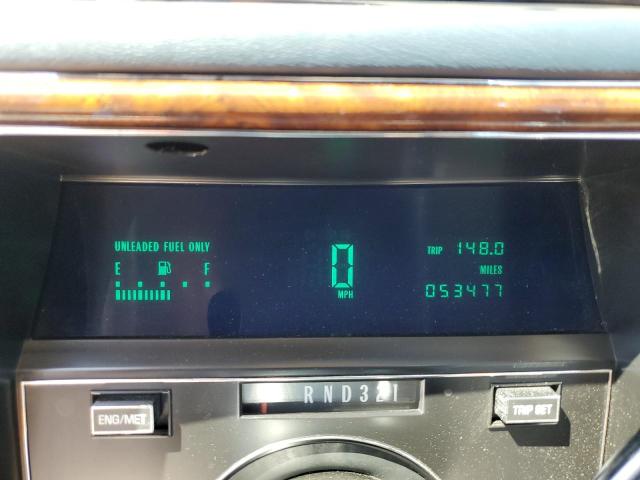 UNLEADED FUEL ONLY
E F
0
MPH
TRIP 148.0
MILES
053477
ENG/MET
RND321
TRIP SET